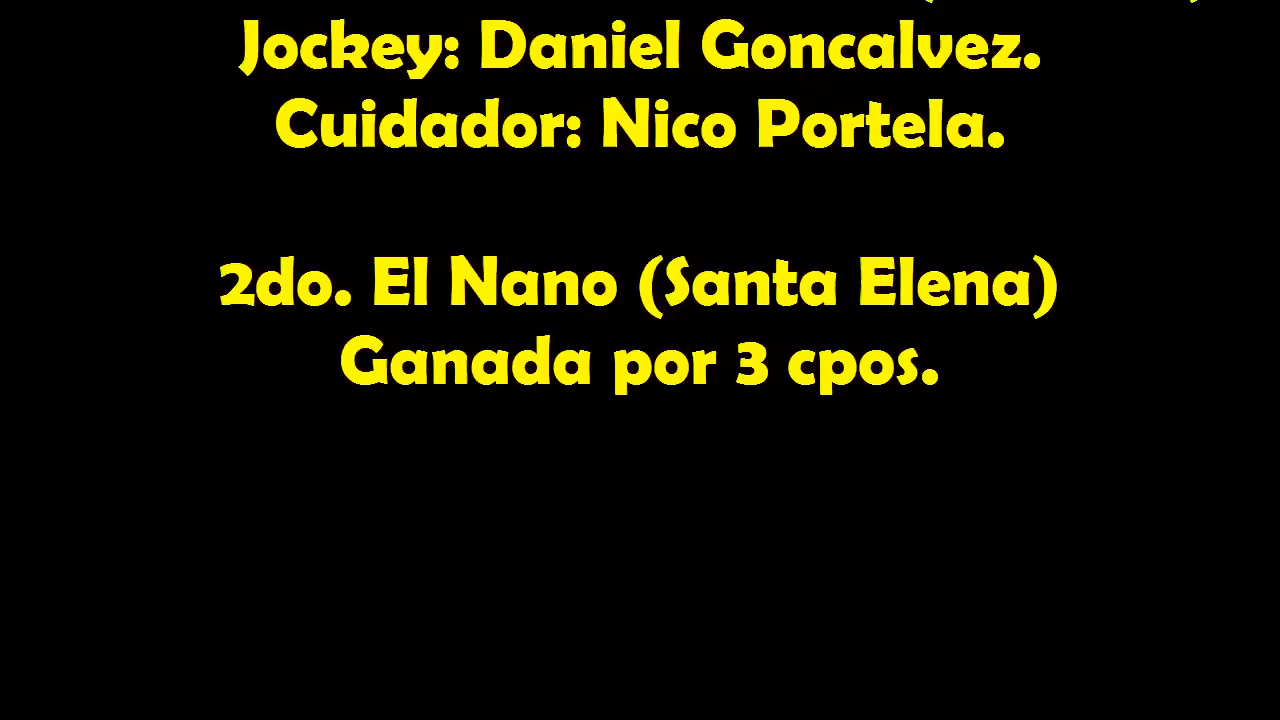 Jockey: Daniel Goncalvez.
Cuidador: Nico Portela.
2do. El Nano (Santa Elena)
Ganada por 3 cpos.